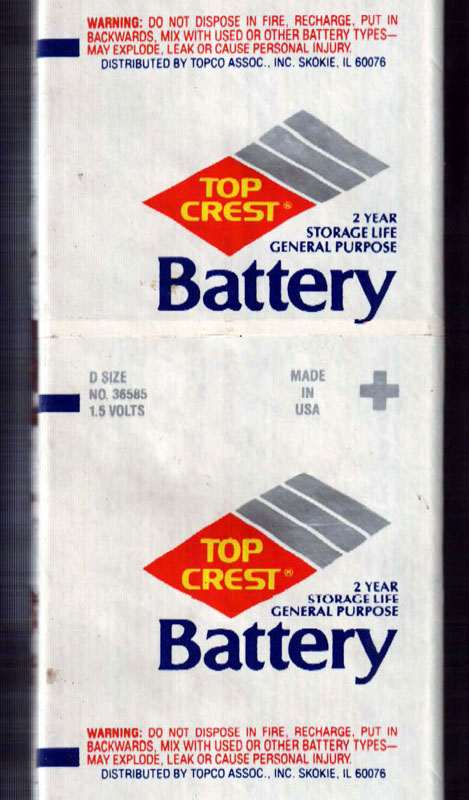 WARNING: DO NOT DISPOSE IN FIRE, RECHARGE, PUT IN
BACKWARDS, MIX WITH USED OR OTHER BATTERY TYPES—
MAY EXPLODE, LEAK OR CAUSE PERSONAL INJURY.
DISTRIBUTED BY TOPCO ASSOC., INC. SKOKIE, IL 60076
TOP
CREST®
2 YEAR
STORAGE LIFE
GENERAL PURPOSE
Battery
D SIZE
NO. 36585
1.5 VOLTS
MADE
IN
USA
+
TOP
CREST®
2 YEAR
STORAGE LIFE
GENERAL PURPOSE
Battery
WARNING: DO NOT DISPOSE IN FIRE, RECHARGE, PUT IN
BACKWARDS, MIX WITH USED OR OTHER BATTERY TYPES—
MAY EXPLODE, LEAK OR CAUSE PERSONAL INJURY.
DISTRIBUTED BY TOPCO ASSOC., INC. SKOKIE, IL 60076